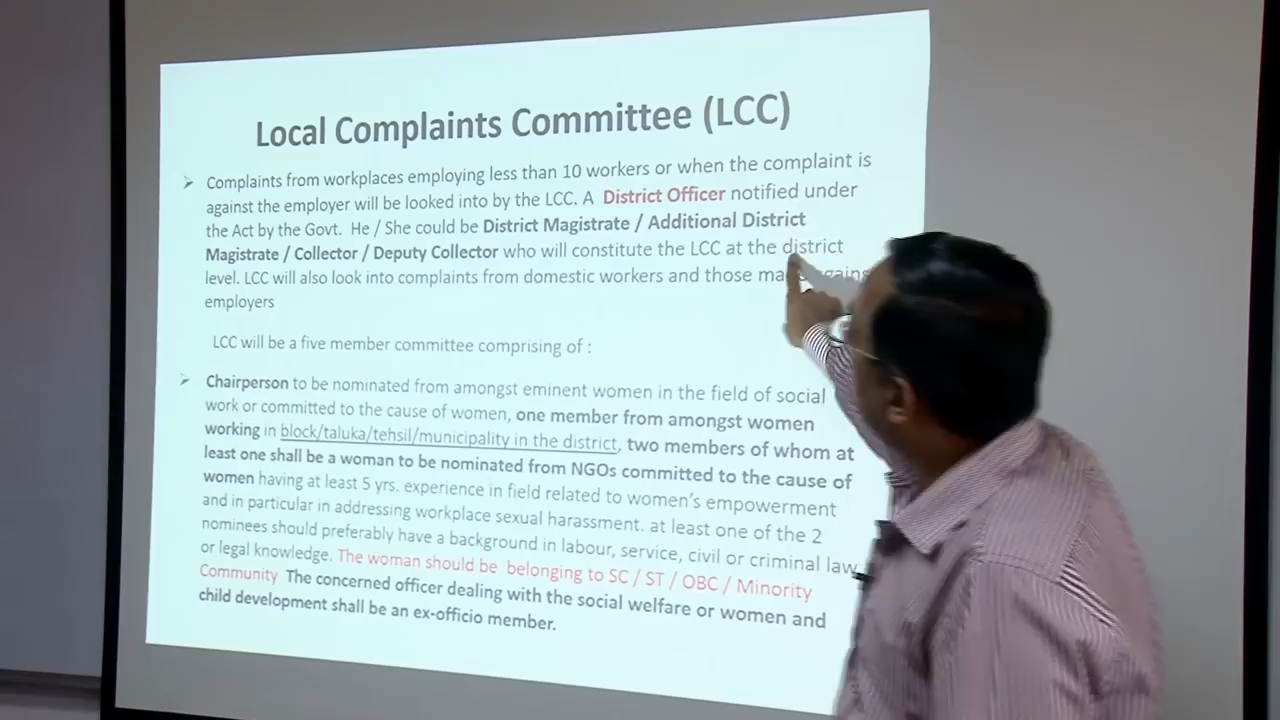 Local Complaints Committee (LCC)
➢ Complaints from workplaces employing less than 10 workers or when the complaint is
against the employer will be looked into by the LCC. A District Officer notified under
the Act by the Govt. He / She could be District Magistrate / Additional District
Magistrate / Collector / Deputy Collector who will constitute the LCC at the district
level. LCC will also look into complaints from domestic workers and those
employers
LCC will be a five member committee comprising of :
➢ Chairperson to be nominated from amongst eminent women in the field of social
work or committed to the cause of women, one member from amongst women
working in block/taluka/tehsil/municipality in the district, two members of whom at
least one shall be a woman to be nominated from NGOs committed to the cause of
women having at least 5 yrs. experience in field related to women's empowerment
and in particular in addressing workplace sexual harassment. at least one of the 2
nominees should preferably have a background in labour, service, civil or criminal law
or legal knowledge. The woman should be belonging to SC / ST / OBC / Minority
Community The concerned officer dealing with the social welfare or women and
child development shall be an ex-officio member.